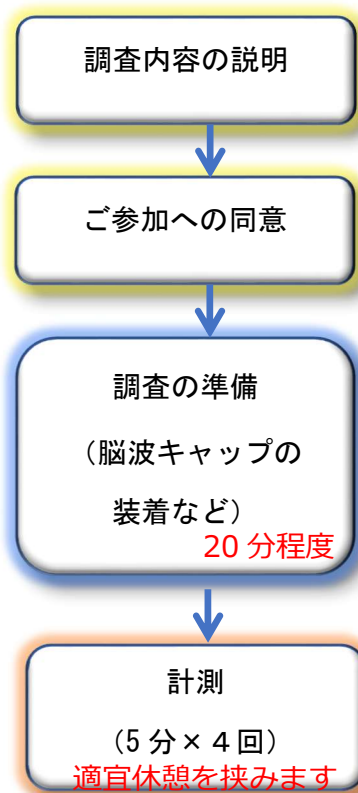 調査内容の説明
ご参加への同意
調査の準備
（脳波キャップの
装着など）
20 分程度
計測
（5 分×４回）
適宜休憩を挟みます